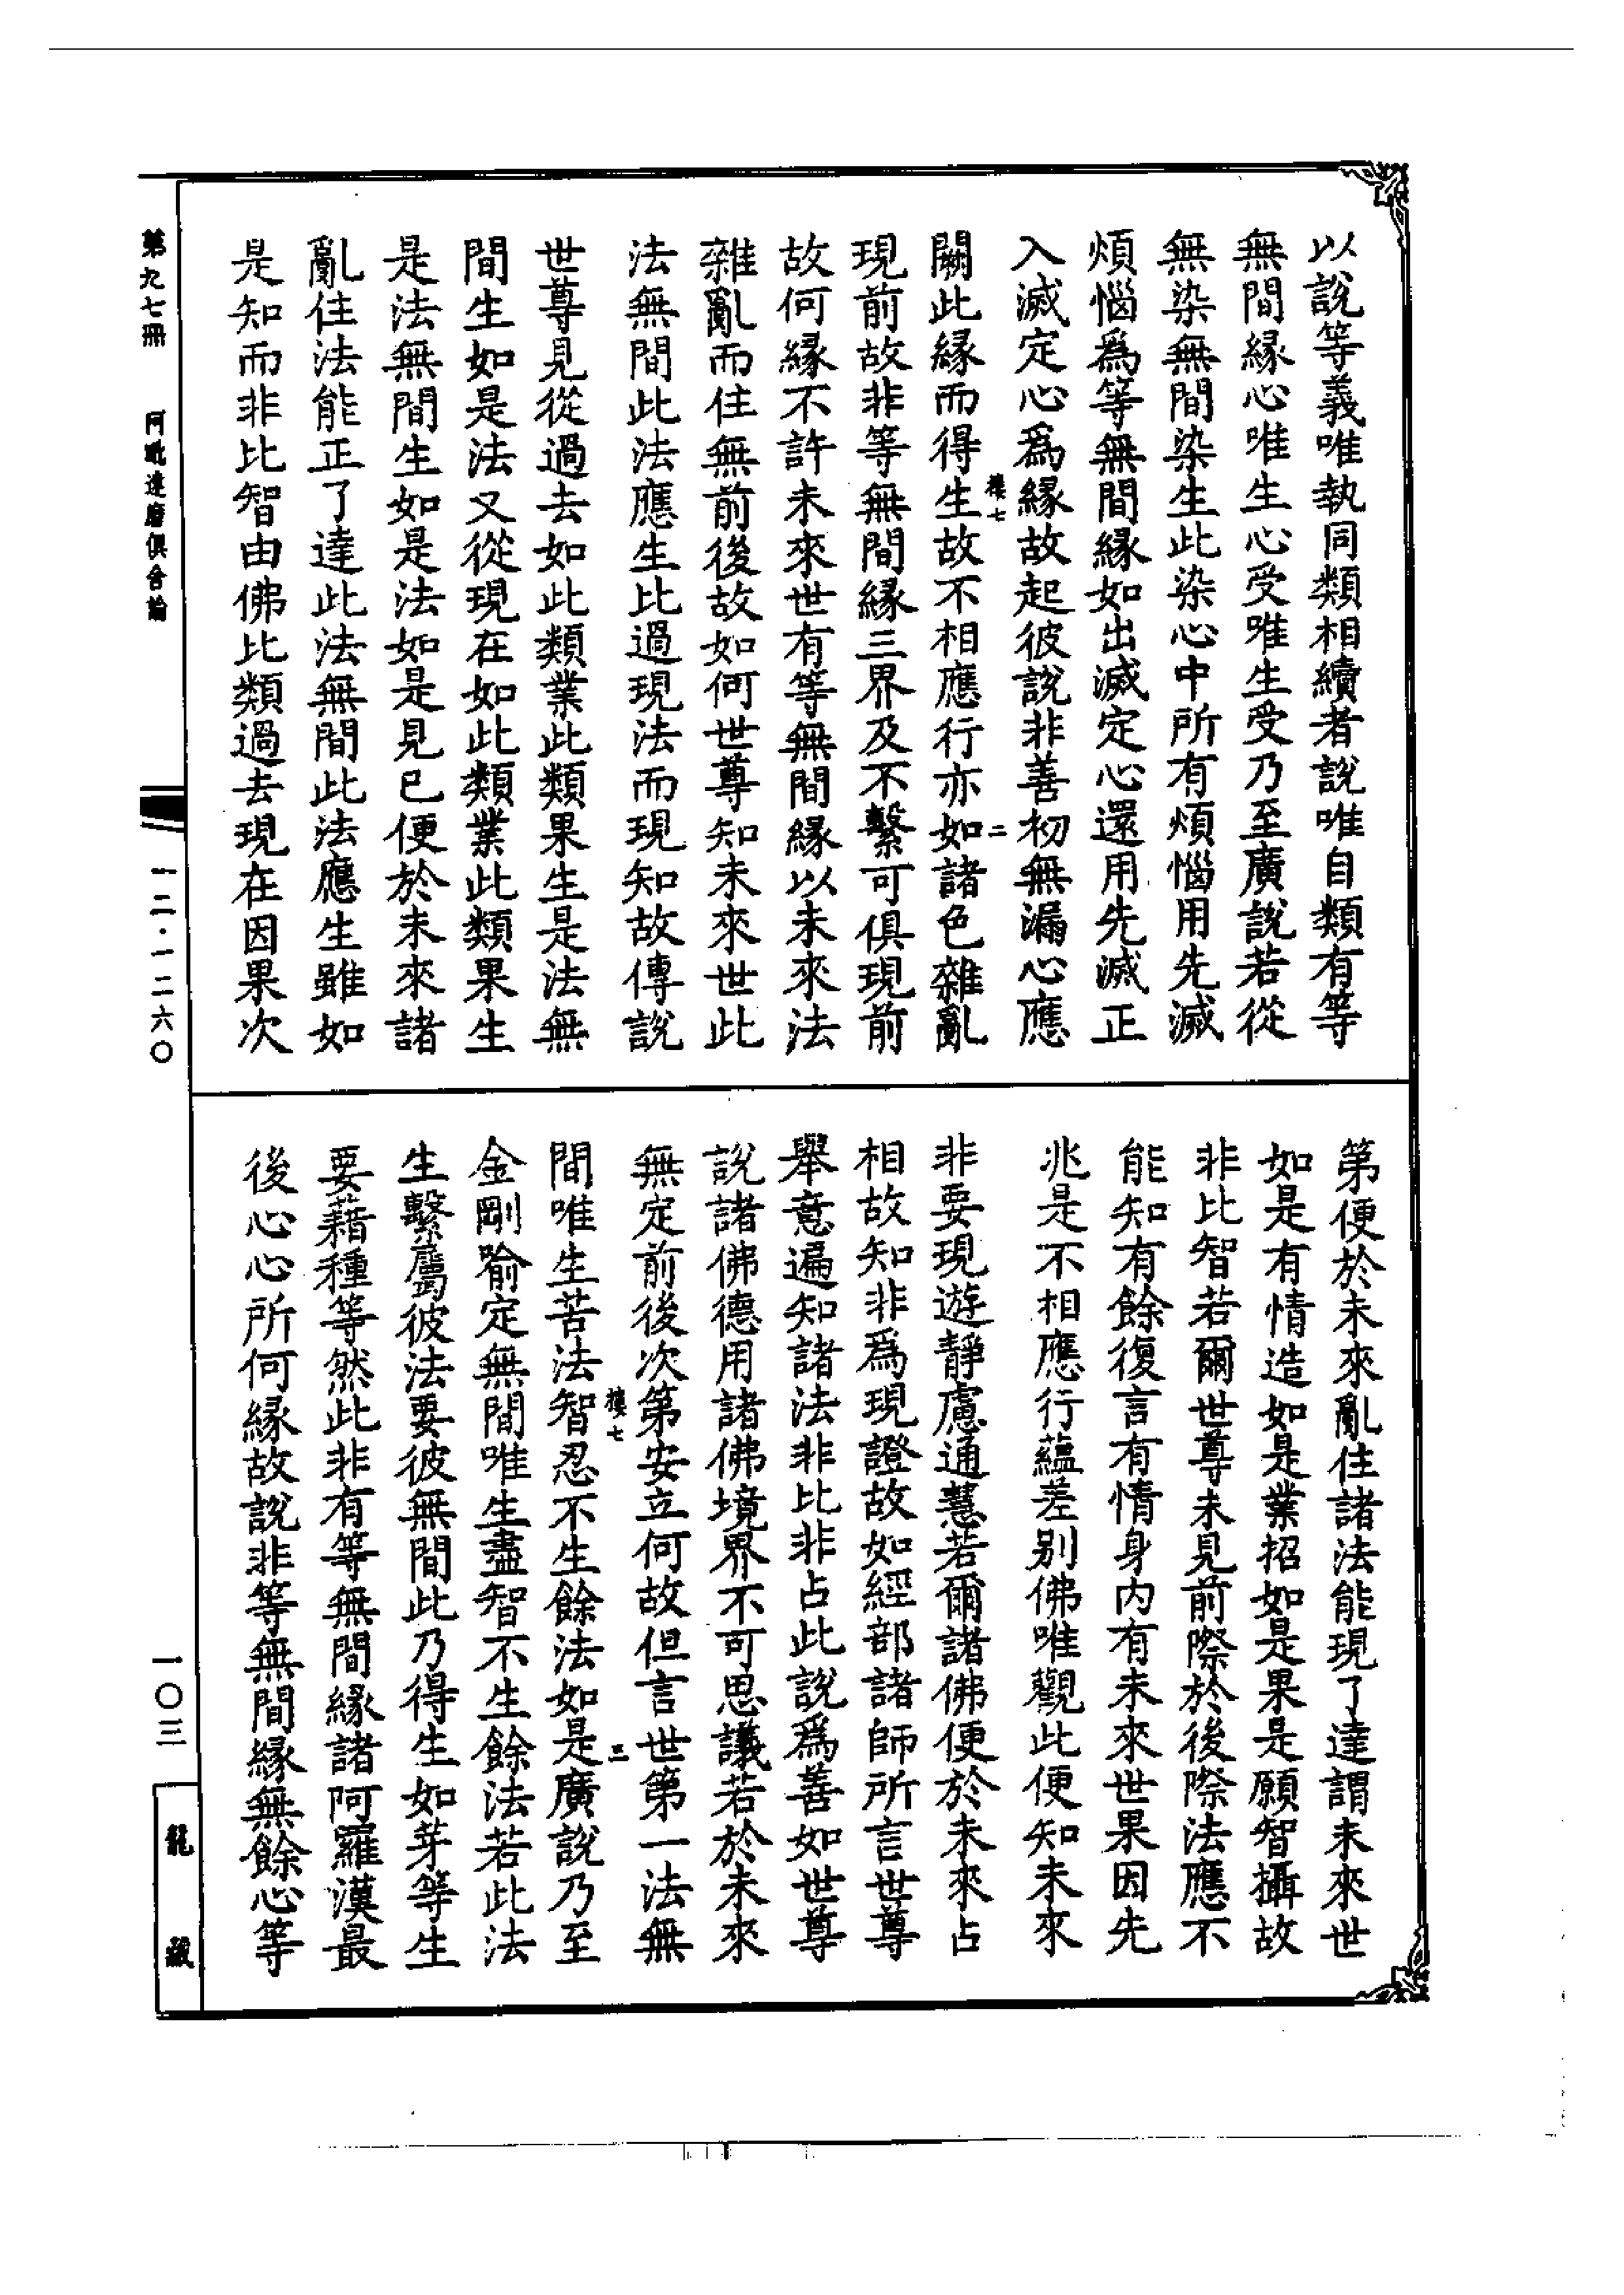 以說等義唯執同類相續者說唯自類有等
無間緣心唯生心受唯生受乃至廣說若從
無染無間染生此染心中所有煩惱用先滅
煩惱爲等無間緣如出滅定心還用先滅正
入滅定心爲緣故起彼說非善初無漏心應
闕此緣而得生故不相應行亦如諸色雜亂
樓七
二
現前故非等無間緣三界及不繫可俱現前
故何緣不許未來世有等無間緣以未來法
雜亂而住無前後故如何世尊知未來世此
法無間此法應生比過現法而現知故傳說
世尊見從過去如此類業此類果生是法無
間生如是法又從現在如此類業此類果生
是法無間生如是法如是見已便於未來諸
亂住法能正了達此法無間此法應生雖如
是知而非比智由佛比類過去現在因果次
第便於未來亂住諸法能現了達謂未來世
如是有情造如是業招如是果是願智攝故
非比智若爾世尊未見前際於後際法應不
能知有餘復言有情身内有未來世果因先
兆是不相應行蘊差别佛唯觀此便知未來
非要現遊靜慮通慧若爾諸佛便於未來占
相故知非爲現證故如經部諸師所言世尊
舉意遍知諸法非比非占此說爲善如世尊
說諸佛德用諸佛境界不可思議若於未來
無定前後次第安立何故但言世第一法無
樓七
三
間唯生苦法智忍不生餘法如是廣說乃至
金剛喻定無間唯生盡智不生餘法若此法
生繫屬彼法要彼無間此乃得生如芽等生
要藉種等然此非有等無間緣諸阿羅漢最
後心心所何緣故說非等無間緣無餘心等
第九七冊　阿毗達磨俱舍論
一二·一二六〇
一〇三
龍藏